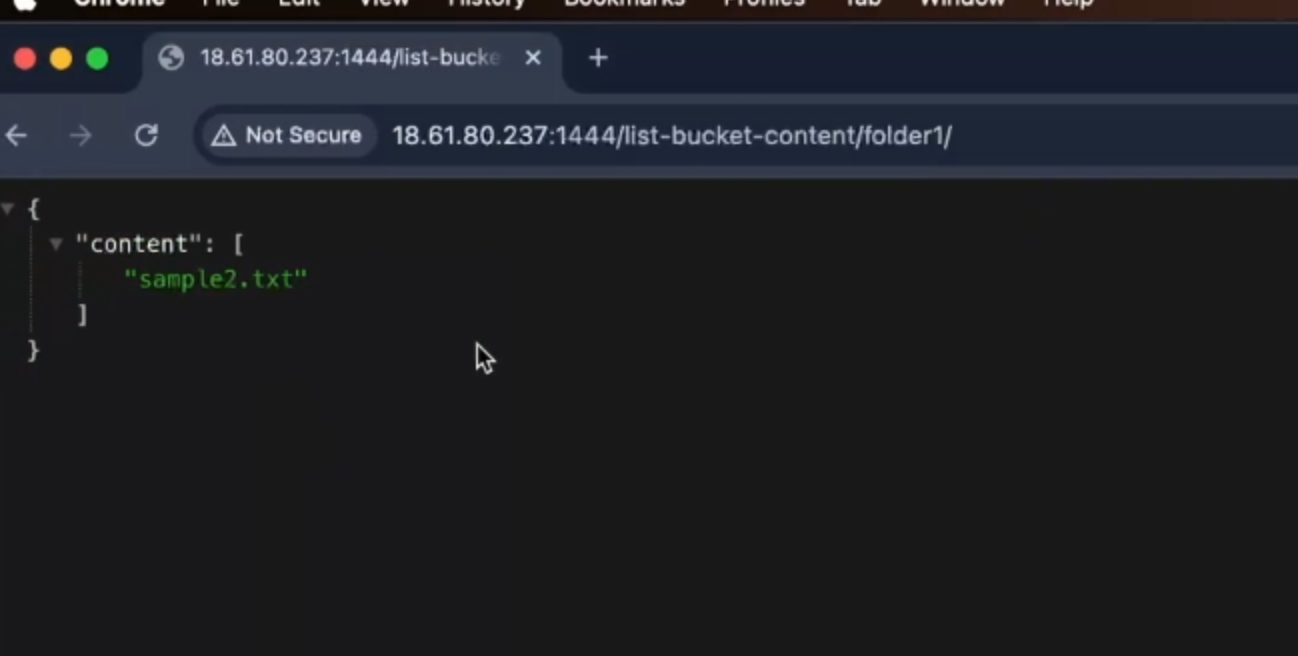 Chrome File Edit View History Bookmarks Profiles Tab Window Help
18.61.80.237:1444/list-bucke
Not Secure 18.61.80.237:1444/list-bucket-content/folder1/
{
"content": [
"sample2.txt"
]
}